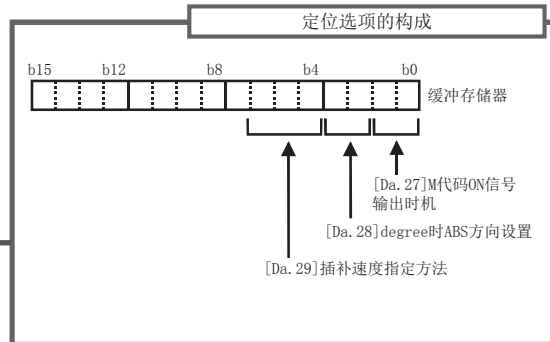 定位选项的构成
b15 b12 b8 b4 b0
缓冲存储器
[Da.27]M代码ON信号
输出时机
[Da.28]degree时ABS方向设置
[Da.29]插补速度指定方法